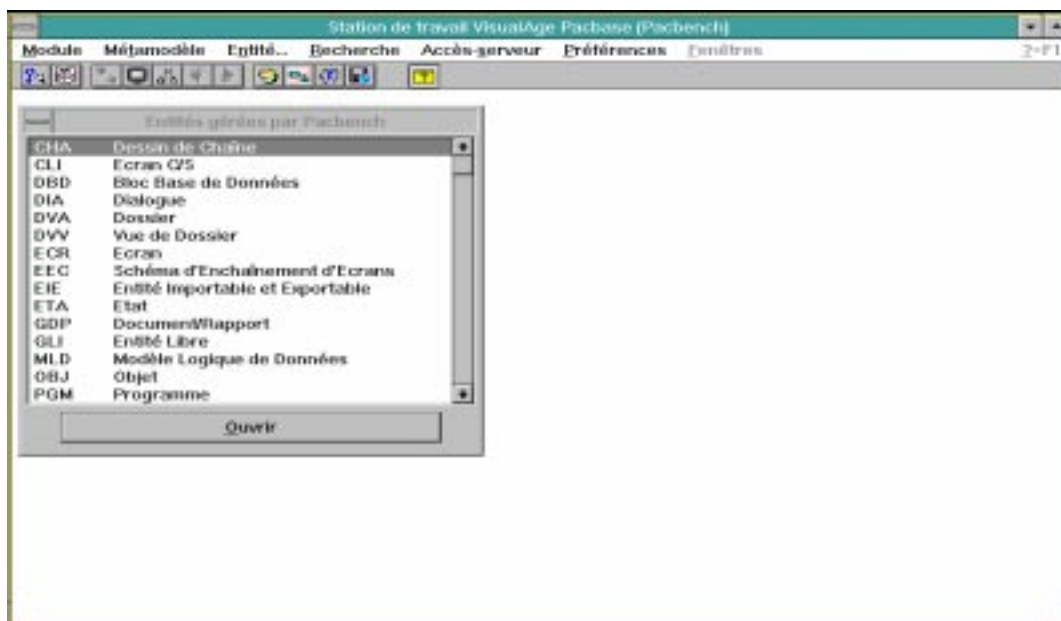 Station de travail VisualAge Pacbase (Pacbench)
Module Métamodèle Entité... Recherche Accès-serveur Préférences Fenêtres ?=F1
Entités gérées par Pacbench
CHA Dessin de Chaîne
CLI Ecran C/S
DBD Bloc Base de Données
DIA Dialogue
DVA Dossier
DVV Vue de Dossier
ECR Ecran
EEC Schéma d'Enchaînement d'Ecrans
EIE Entité Importable et Exportable
ETA Etat
GDP Document/Rapport
GLI Entité Libre
MLD Modèle Logique de Données
OBJ Objet
PGM Programme
Ouvrir